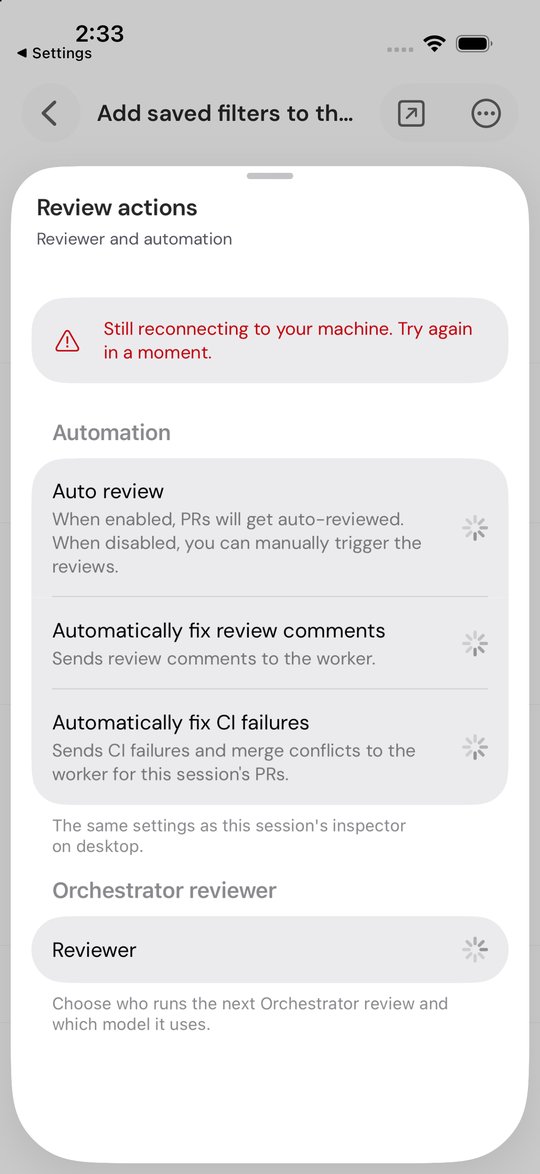 2:33
◀ Settings
Add saved filters to th...
Review actions
Reviewer and automation
Still reconnecting to your machine. Try again
in a moment.
Automation
Auto review
When enabled, PRs will get auto-reviewed.
When disabled, you can manually trigger the
reviews.
Automatically fix review comments
Sends review comments to the worker.
Automatically fix CI failures
Sends CI failures and merge conflicts to the
worker for this session's PRs.
The same settings as this session's inspector
on desktop.
Orchestrator reviewer
Reviewer
Choose who runs the next Orchestrator review and
which model it uses.